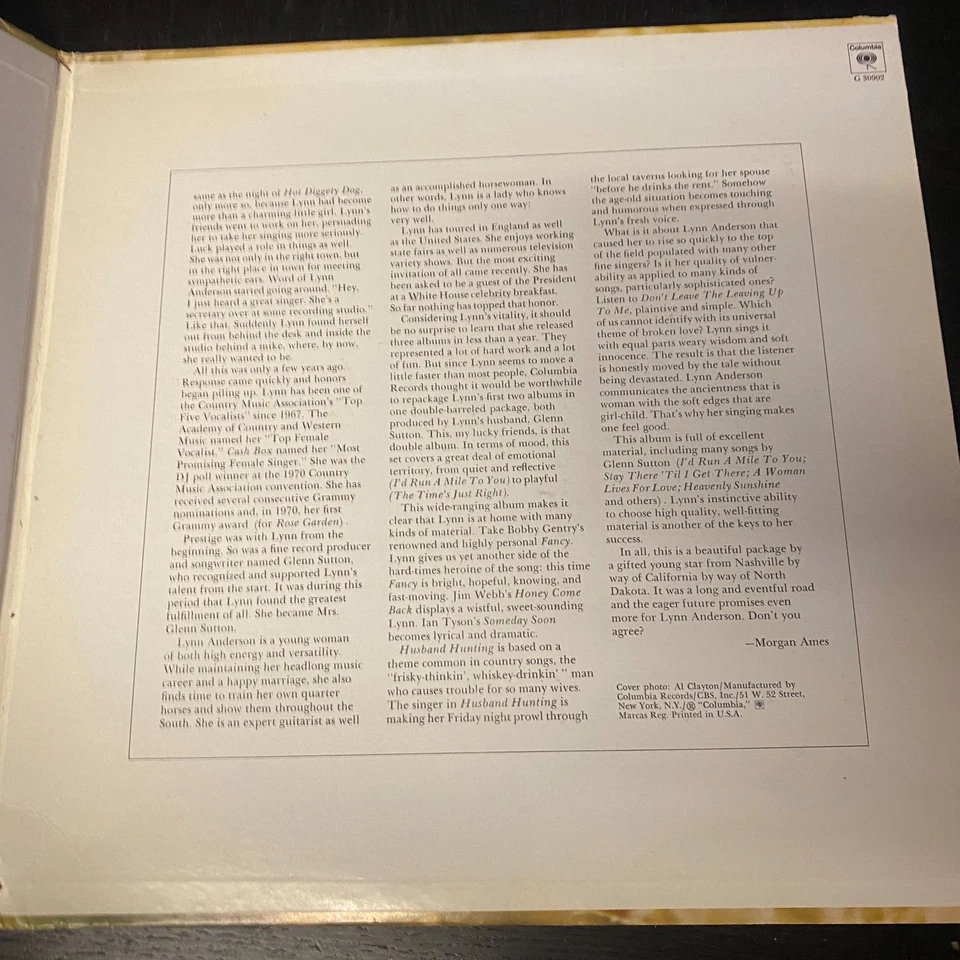 Columbia
G 30902
same as the night of Hot Diggety Dog,
only more so, because Lynn had become
more than a charming little girl. Lynn's
friends went to work on her, persuading
her to take her singing more seriously.
Luck played a role in things as well.
She was not only in the right town, but
in the right place in town for meeting
sympathetic ears. Word of Lynn
Anderson started going around. "Hey,
I just heard a great singer. She's a
secretary over at some recording studio."
Like that. Suddenly Lynn found herself
out from behind the desk and inside the
studio behind a mike, where, by now,
she really wanted to be.
All this was only a few years ago.
Response came quickly and honors
began piling up. Lynn has been one of
the Country Music Association's "Top
Five Vocalists" since 1967. The
Academy of Country and Western
Music named her "Top Female
Vocalist," Cash Box named her "Most
Promising Female Singer." She was the
DJ poll winner at the 1970 Country
Music Association convention. She has
received several consecutive Grammy
nominations and, in 1970, her first
Grammy award (for Rose Garden).
Prestige was with Lynn from the
beginning. So was a fine record producer
and songwriter named Glenn Sutton,
who recognized and supported Lynn's
talent from the start. It was during this
period that Lynn found the greatest
fulfillment of all. She became Mrs.
Glenn Sutton.
Lynn Anderson is a young woman
of both high energy and versatility.
While maintaining her headlong music
career and a happy marriage, she also
finds time to train her own quarter
horses and show them throughout the
South. She is an expert guitarist as well
as an accomplished horsewoman. In
other words, Lynn is a lady who knows
how to do things only one way:
very well.
Lynn has toured in England as well
as the United States. She enjoys working
state fairs as well as numerous television
variety shows. But the most exciting
invitation of all came recently. She has
been asked to be a guest of the President
at a White House celebrity breakfast.
So far nothing has topped that honor.
Considering Lynn's vitality, it should
be no surprise to learn that she released
three albums in less than a year. They
represented a lot of hard work and a lot
of fun. But since Lynn seems to move a
little faster than most people, Columbia
Records thought it would be worthwhile
to repackage Lynn's first two albums in
one double-barreled package, both
produced by Lynn's husband, Glenn
Sutton. This, my lucky friends, is that
double album. In terms of mood, this
set covers a great deal of emotional
territory, from quiet and reflective
(I'd Run A Mile To You) to playful
(The Time's Just Right).
This wide-ranging album makes it
clear that Lynn is at home with many
kinds of material. Take Bobby Gentry's
renowned and highly personal Fancy.
Lynn gives us yet another side of the
hard-times heroine of the song: this time
Fancy is bright, hopeful, knowing, and
fast-moving. Jim Webb's Honey Come
Back displays a wistful, sweet-sounding
Lynn. Ian Tyson's Someday Soon
becomes lyrical and dramatic.
Husband Hunting is based on a
theme common in country songs, the
"frisky-thinkin', whiskey-drinkin' " man
who causes trouble for so many wives.
The singer in Husband Hunting is
making her Friday night prowl through
the local taverns looking for her spouse
"before he drinks the rent." Somehow
the age-old situation becomes touching
and humorous when expressed through
Lynn's fresh voice.
What is it about Lynn Anderson that
caused her to rise so quickly to the top
of the field populated with many other
fine singers? Is it her quality of vulner-
ability as applied to many kinds of
songs, particularly sophisticated ones?
Listen to Don't Leave The Leaving Up
To Me, plaintive and simple. Which
of us cannot identify with its universal
theme of broken love? Lynn sings it
with equal parts weary wisdom and soft
innocence. The result is that the listener
is honestly moved by the tale without
being devastated. Lynn Anderson
communicates the ancientness that is
woman with the soft edges that are
girl-child. That's why her singing makes
one feel good.
This album is full of excellent
material, including many songs by
Glenn Sutton (I'd Run A Mile To You;
Stay There 'Til I Get There; A Woman
Lives For Love; Heavenly Sunshine
and others). Lynn's instinctive ability
to choose high quality, well-fitting
material is another of the keys to her
success.
In all, this is a beautiful package by
a gifted young star from Nashville by
way of California by way of North
Dakota. It was a long and eventful road
and the eager future promises even
more for Lynn Anderson. Don't you
agree?
—Morgan Ames
Cover photo: Al Clayton/Manufactured by
Columbia Records/CBS, Inc./51 W. 52 Street,
New York, N.Y./® "Columbia,"
Marcas Reg. Printed in U.S.A.